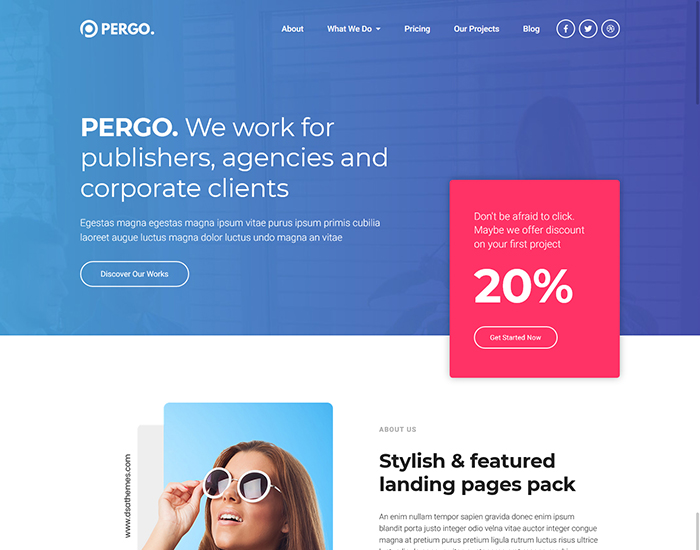 PERGO.
About What We Do Pricing Our Projects Blog
PERGO. We work for
publishers, agencies and
corporate clients
Egestas magna egestas magna ipsum vitae purus ipsum primis cubilia
laoreet augue luctus magna dolor luctus undo magna an vitae
Discover Our Works
Don't be afraid to click.
Maybe we offer discount
on your first project
20%
Get Started Now
www.dsathemes.com
ABOUT US
Stylish & featured
landing pages pack
An enim nullam tempor sapien gravida donec enim ipsum
blandit porta justo integer odio velna vitae auctor integer congue
magna at pretium purus pretium ligula rutrum luctus risus ultrice